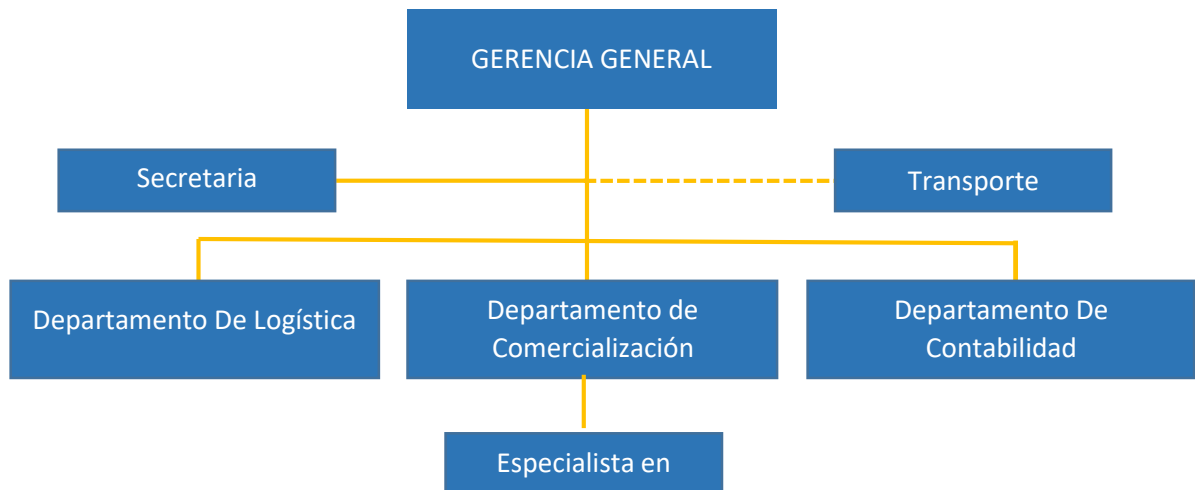 GERENCIA GENERAL
Secretaria
Transporte
Departamento De Logística
Departamento de
Comercialización
Departamento De
Contabilidad
Especialista en